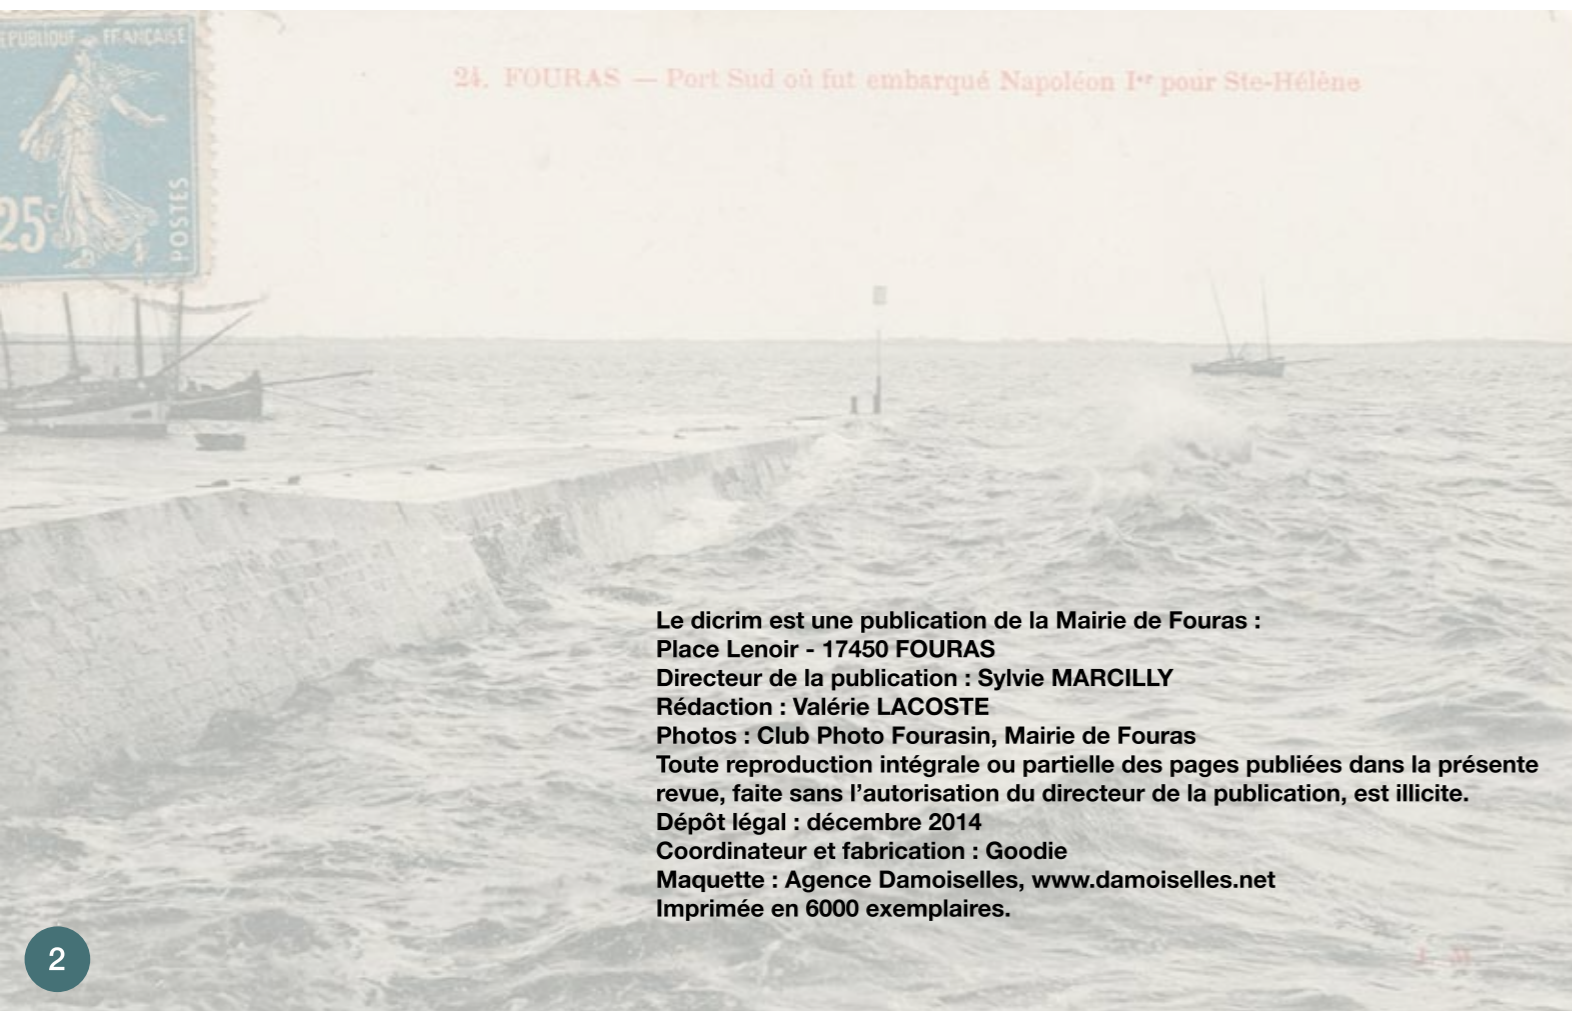 RÉPUBLIQUE FRANÇAISE
25c
POSTES
24. FOURAS — Port Sud où fut embarqué Napoléon Ier pour Ste-Hélène
Le dicrim est une publication de la Mairie de Fouras :
Place Lenoir - 17450 FOURAS
Directeur de la publication : Sylvie MARCILLY
Rédaction : Valérie LACOSTE
Photos : Club Photo Fourasin, Mairie de Fouras
Toute reproduction intégrale ou partielle des pages publiées dans la présente
revue, faite sans l’autorisation du directeur de la publication, est illicite.
Dépôt légal : décembre 2014
Coordinateur et fabrication : Goodie
Maquette : Agence Damoiselles, www.damoiselles.net
Imprimée en 6000 exemplaires.
2